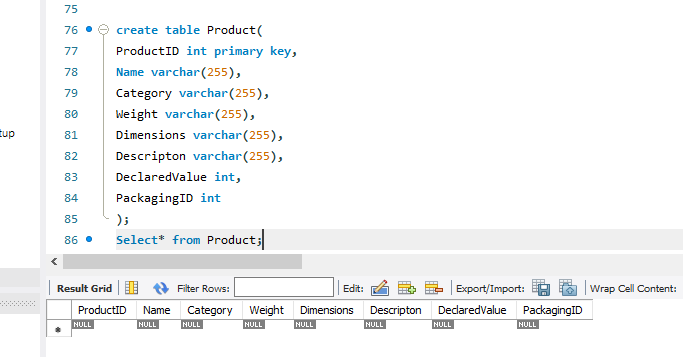 75
76 create table Product(
77 ProductID int primary key,
78 Name varchar(255),
79 Category varchar(255),
80 Weight varchar(255),
81 Dimensions varchar(255),
tup
82 Descripton varchar(255),
83 DeclaredValue int,
84 PackagingID int
85 );
86 Select* from Product;
Result Grid Filter Rows: Edit: Export/Import: Wrap Cell Content:
ProductID Name Category Weight Dimensions Descripton DeclaredValue PackagingID
NULL NULL NULL NULL NULL NULL NULL NULL